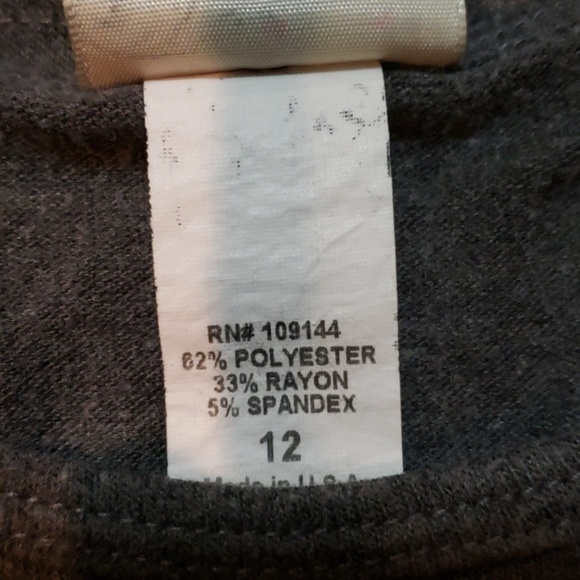 RN# 109144
62% POLYESTER
33% RAYON
5% SPANDEX
12
Made in U.S.A.